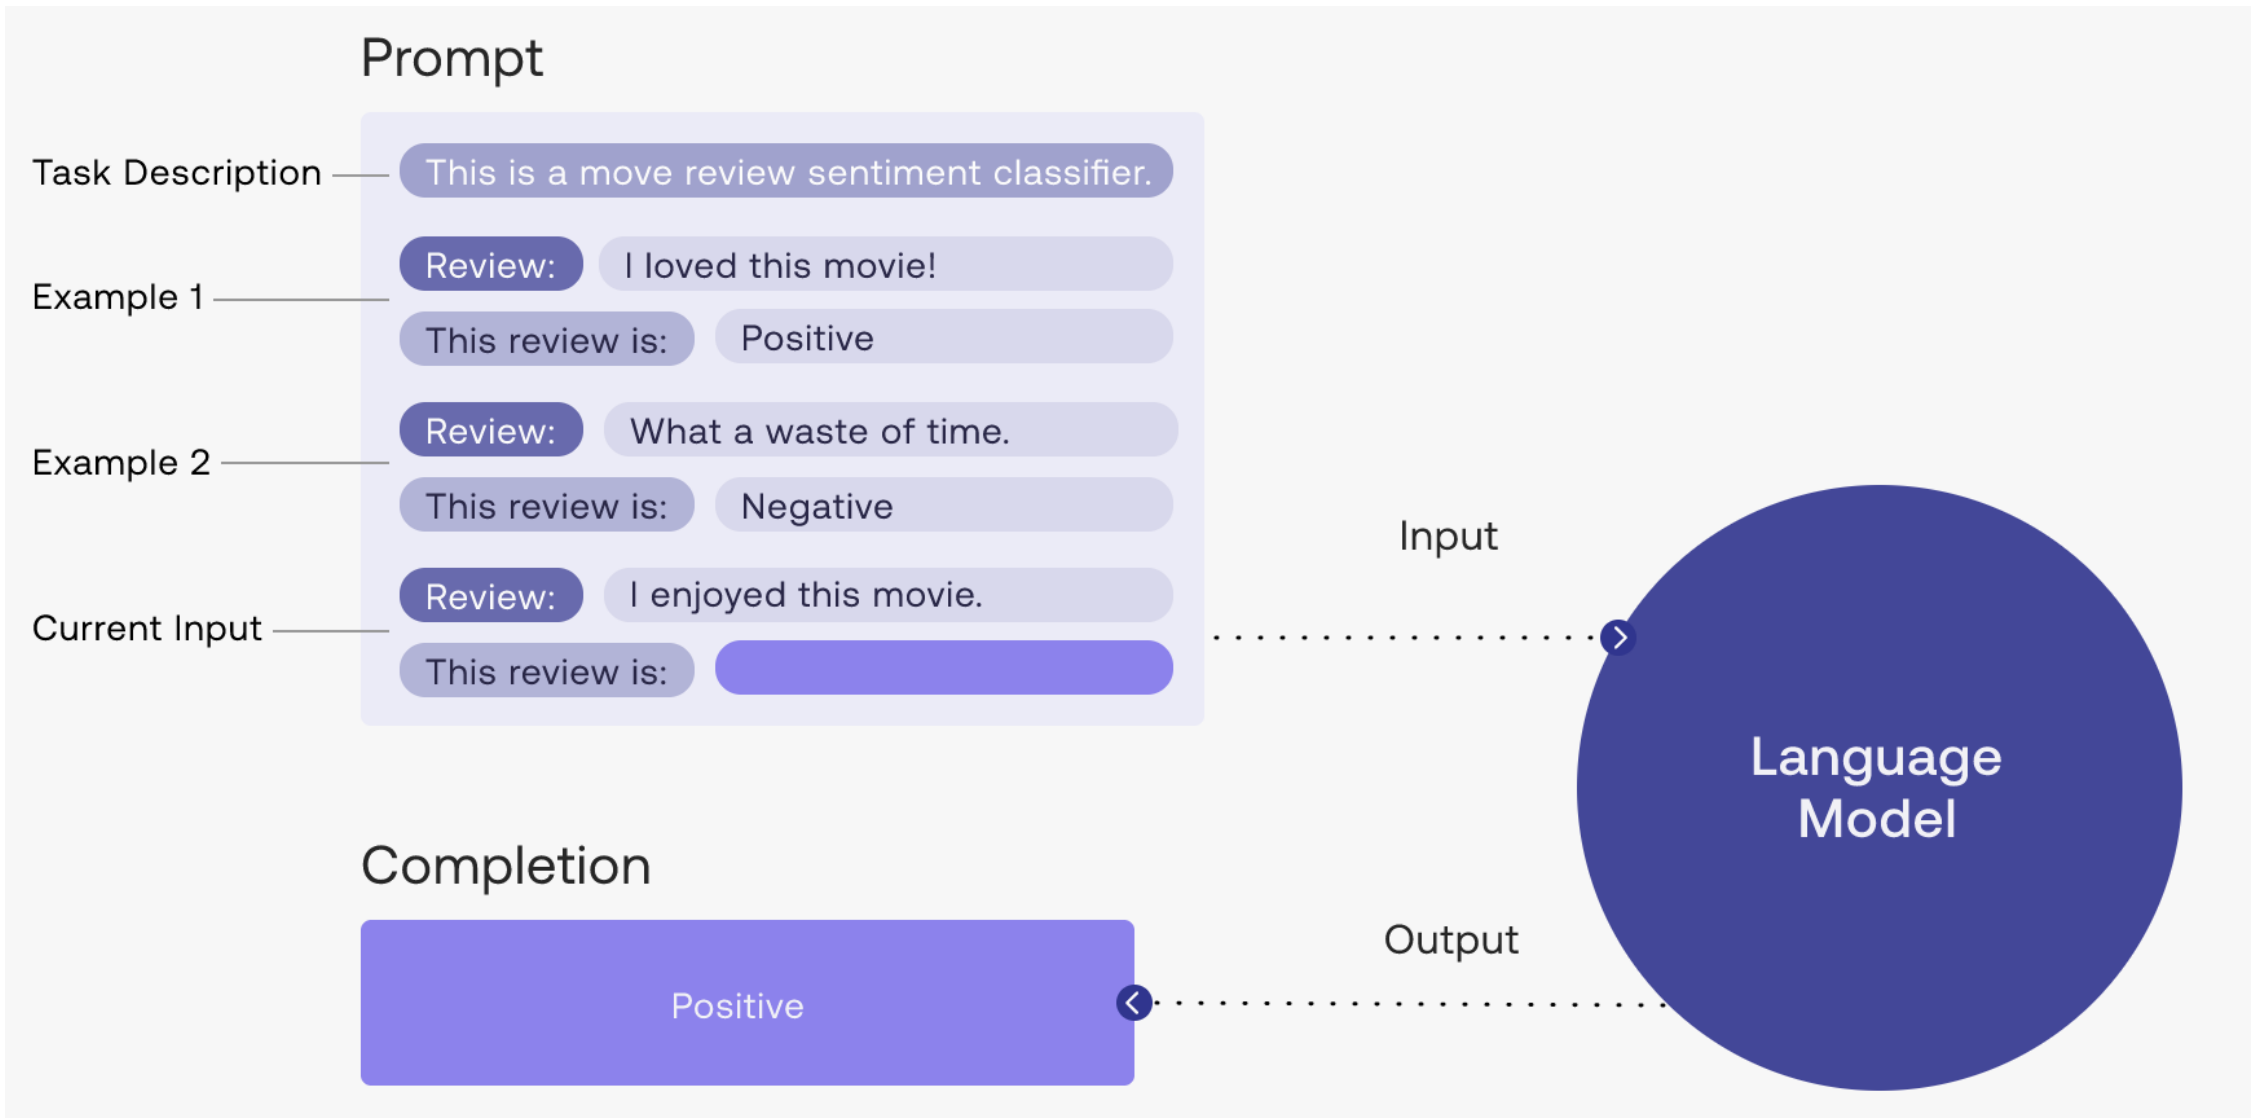 Prompt
Task Description
This is a move review sentiment classifier.
Example 1
Review: I loved this movie!
This review is: Positive
Example 2
Review: What a waste of time.
This review is: Negative
Current Input
Review: I enjoyed this movie.
This review is:
Input
Language
Model
Output
Completion
Positive